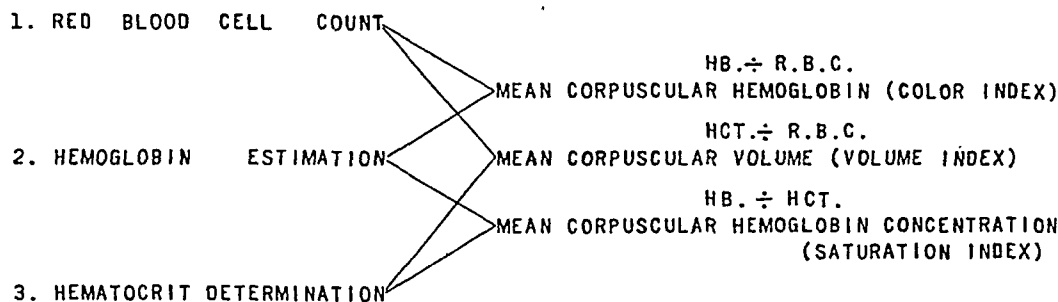 1. RED BLOOD CELL COUNT
HB.÷ R.B.C.
MEAN CORPUSCULAR HEMOGLOBIN (COLOR INDEX)
HCT.÷ R.B.C.
2. HEMOGLOBIN ESTIMATION
MEAN CORPUSCULAR VOLUME (VOLUME INDEX)
HB. ÷ HCT.
MEAN CORPUSCULAR HEMOGLOBIN CONCENTRATION
(SATURATION INDEX)
3. HEMATOCRIT DETERMINATION